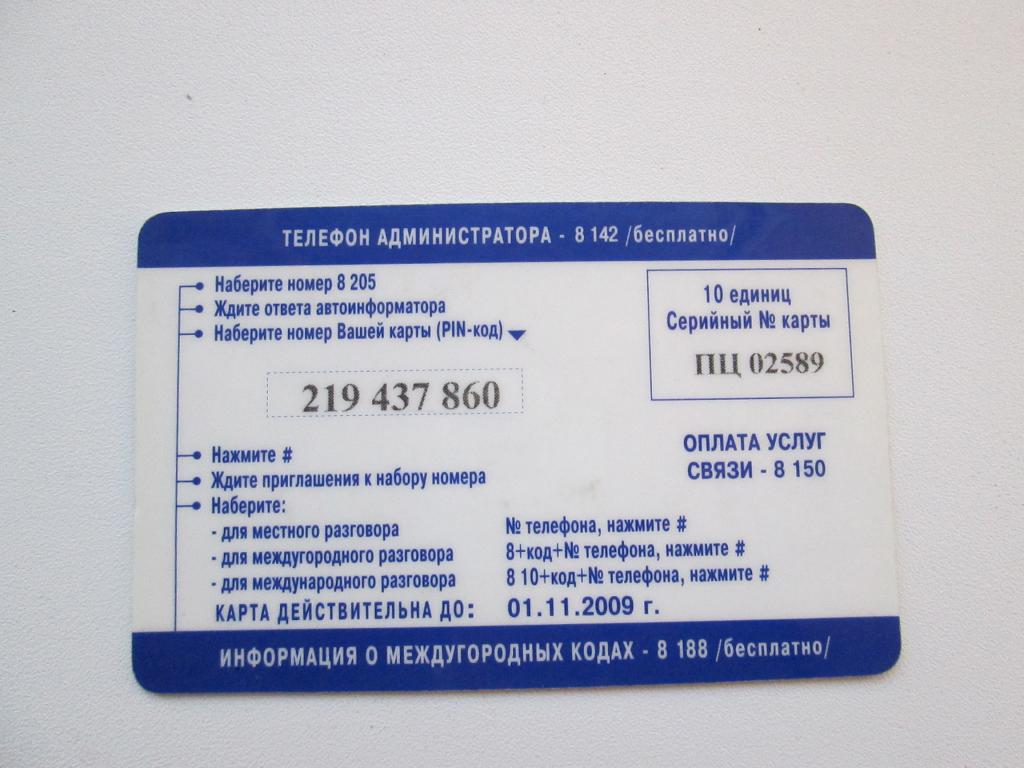 ТЕЛЕФОН АДМИНИСТРАТОРА - 8 142 /бесплатно/
Наберите номер 8 205
Ждите ответа автоинформатора
Наберите номер Вашей карты (PIN-код)
219 437 860
10 единиц
Серийный № карты
ПЦ 02589
ОПЛАТА УСЛУГ
СВЯЗИ - 8 150
Нажмите #
Ждите приглашения к набору номера
Наберите:
- для местного разговора № телефона, нажмите #
- для междугородного разговора 8+код+№ телефона, нажмите #
- для международного разговора 8 10+код+№ телефона, нажмите #
КАРТА ДЕЙСТВИТЕЛЬНА ДО: 01.11.2009 г.
ИНФОРМАЦИЯ О МЕЖДУГОРОДНЫХ КОДАХ - 8 188 /бесплатно/